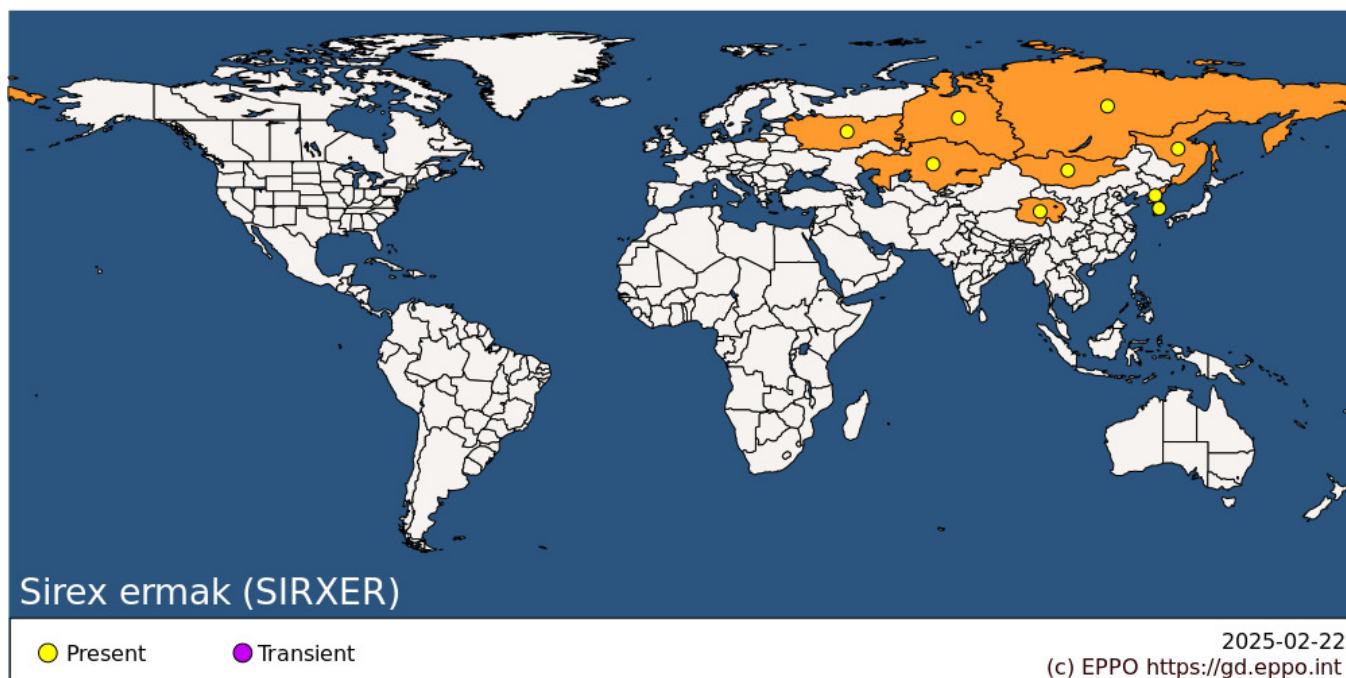 Sirex ermak (SIRXER)
Present
Transient
2025-02-22
(c) EPPO https://gd.eppo.int